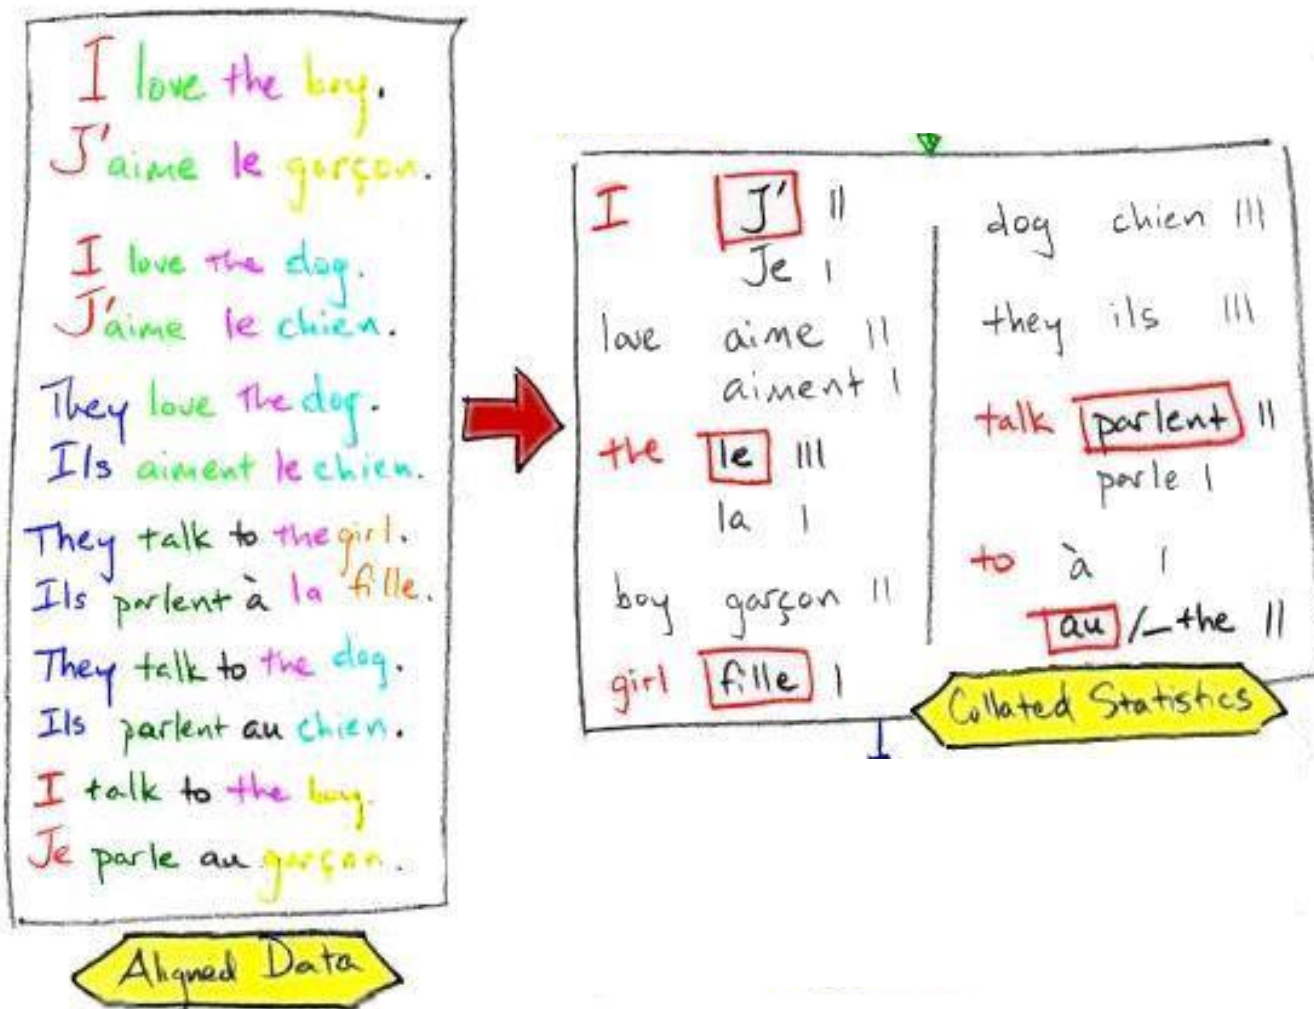 I love the boy.
J'aime le garçon.
I love the dog.
J'aime le chien.
They love the dog.
Ils aiment le chien.
They talk to the girl.
Ils parlent à la fille.
They talk to the dog.
Ils parlent au chien.
I talk to the boy.
Je parle au garçon.
Aligned Data
I J' ||
Je |
love aime ||
aiment |
the le |||
la |
boy garçon ||
girl fille |
dog chien |||
they ils |||
talk parlent ||
parle |
to à |
au /_ the ||
Collated Statistics